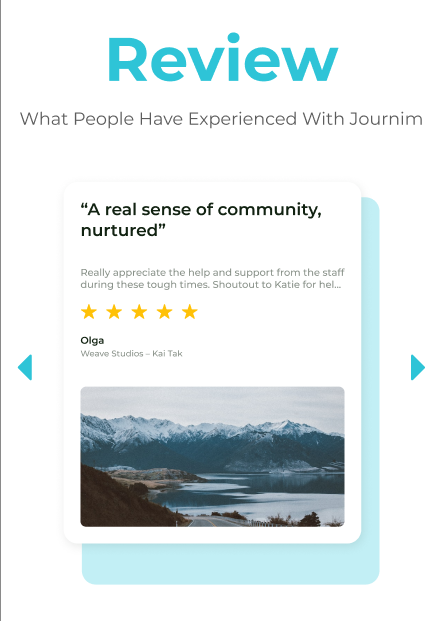 Review
What People Have Experienced With Journim
“A real sense of community,
nurtured”
Really appreciate the help and support from the staff
during these tough times. Shoutout to Katie for hel...
Olga
Weave Studios – Kai Tak